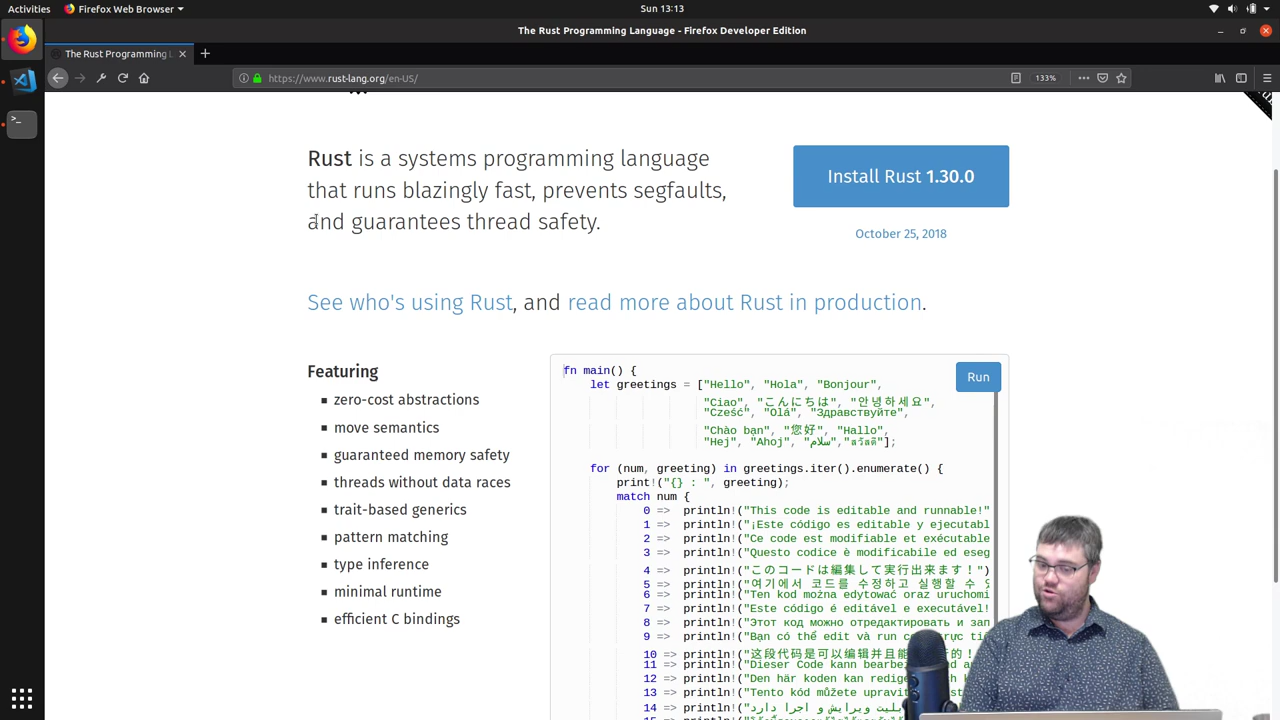 Activities
Firefox Web Browser
Sun 13:13
The Rust Programming Language - Firefox Developer Edition
The Rust Programming L
https://www.rust-lang.org/en-US/
133%
Rust is a systems programming language
that runs blazingly fast, prevents segfaults,
and guarantees thread safety.
Install Rust 1.30.0
October 25, 2018
See who's using Rust, and read more about Rust in production.
Featuring
zero-cost abstractions
move semantics
guaranteed memory safety
threads without data races
trait-based generics
pattern matching
type inference
minimal runtime
efficient C bindings
Run
fn main() {
let greetings = ["Hello", "Hola", "Bonjour",
"Ciao", "こんにちは", "안녕하세요",
"Cześć", "Olá", "Здравствуйте",
"Chào bạn", "您好", "Hallo",
"Hej", "Ahoj", "سلام","สวัสดี"];
for (num, greeting) in greetings.iter().enumerate() {
print!("{} : ", greeting);
match num {
0 => println!("This code is editable and runnable!"
1 => println!("¡Este código es editable y ejecutabl
2 => println!("Ce code est modifiable et exécutable
3 => println!("Questo codice è modificabile ed eseg
4 => println!("このコードは編集して実行出来ます！")
5 => println!("여기에서 코드를 수정하고 실행할 수 있
6 => println!("Ten kod można edytować oraz uruchomi
7 => println!("Este código é editável e executável!
8 => println!("Этот код можно отредактировать и зап
9 => println!("Bạn có thể edit và run code trực ti
10 => println!("这段代码是可以编辑并且能
11 => println!("Dieser Code kann bearbei
12 => println!("Den här koden kan redige
13 => println!("Tento kód můžete upravit
14 => println!("ویرایش و اجرا دارد